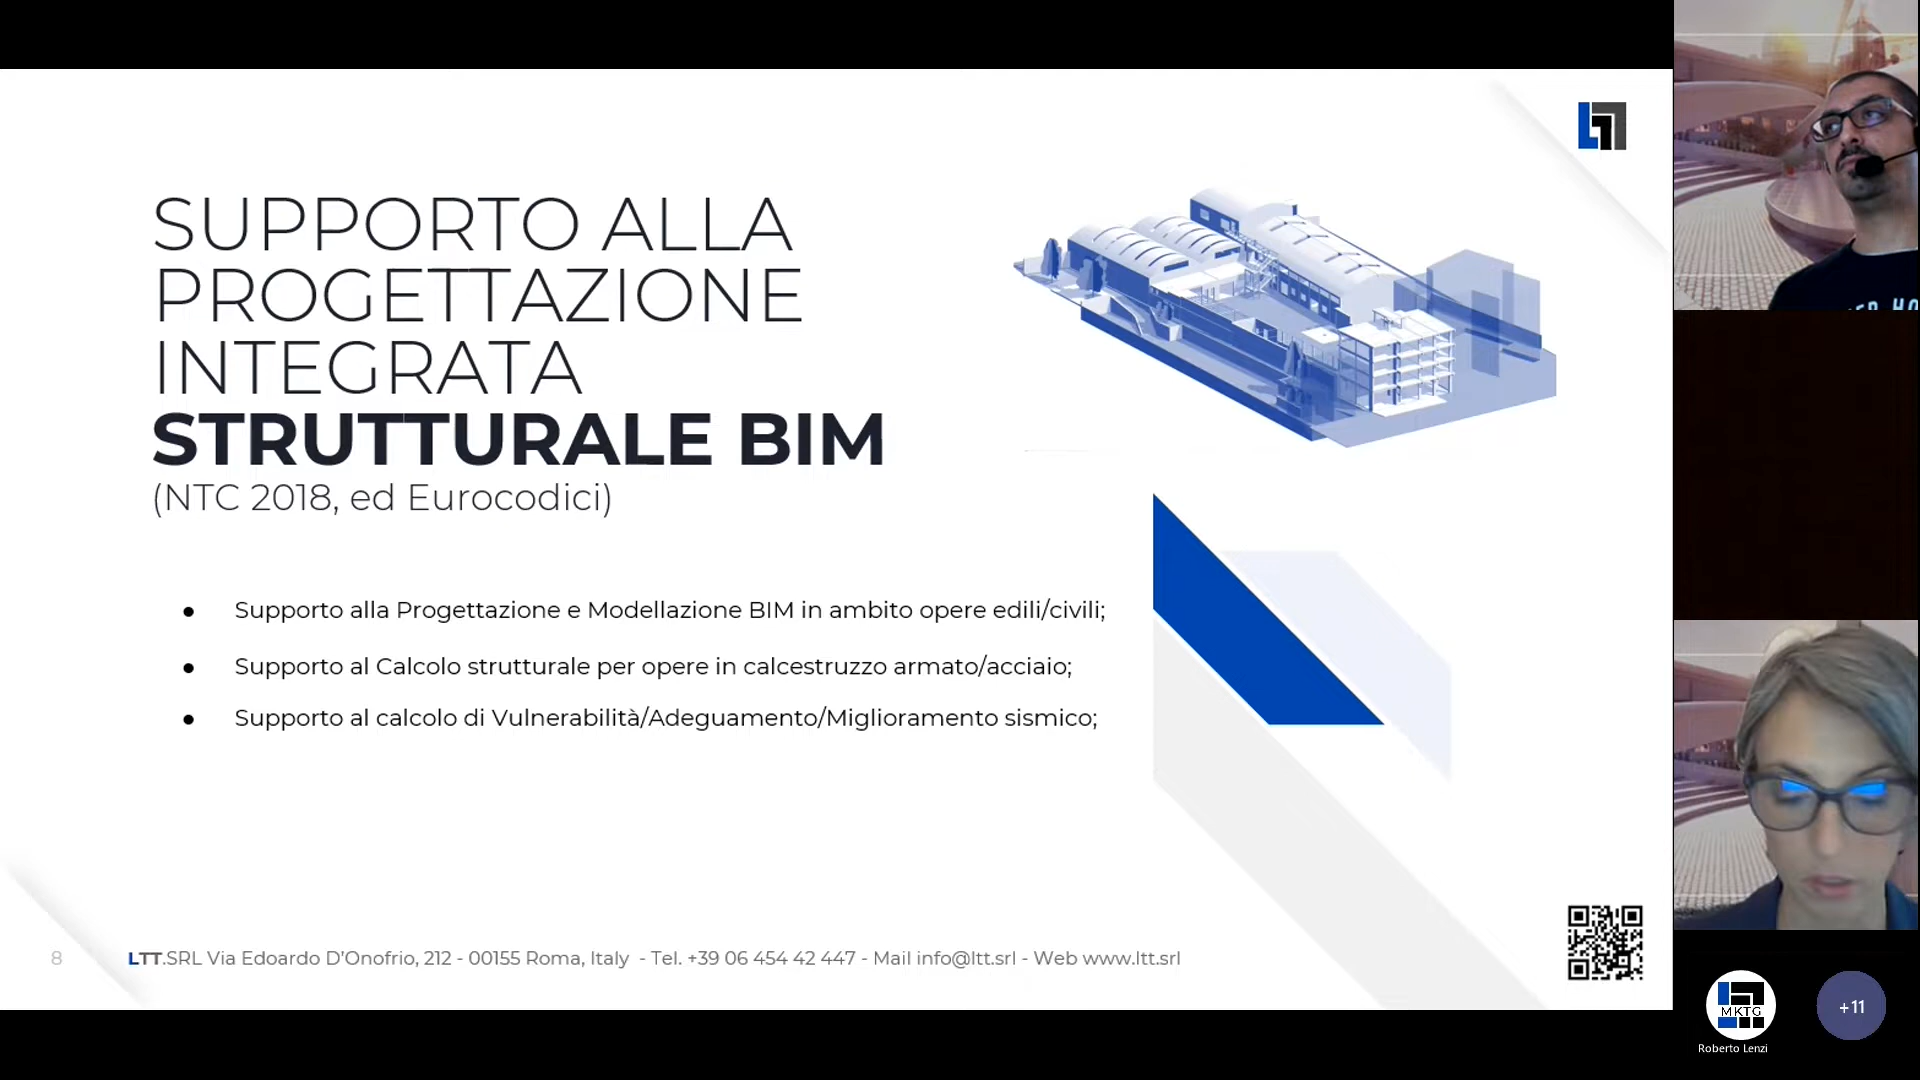 SUPPORTO ALLA
PROGETTAZIONE
INTEGRATA
STRUTTURALE BIM
(NTC 2018, ed Eurocodici)
● Supporto alla Progettazione e Modellazione BIM in ambito opere edili/civili;
● Supporto al Calcolo strutturale per opere in calcestruzzo armato/acciaio;
● Supporto al calcolo di Vulnerabilità/Adeguamento/Miglioramento sismico;
8
LTT.SRL Via Edoardo D'Onofrio, 212 - 00155 Roma, Italy - Tel. +39 06 454 42 447 - Mail info@ltt.srl - Web www.ltt.srl
MKTG
Roberto Lenzi
+11